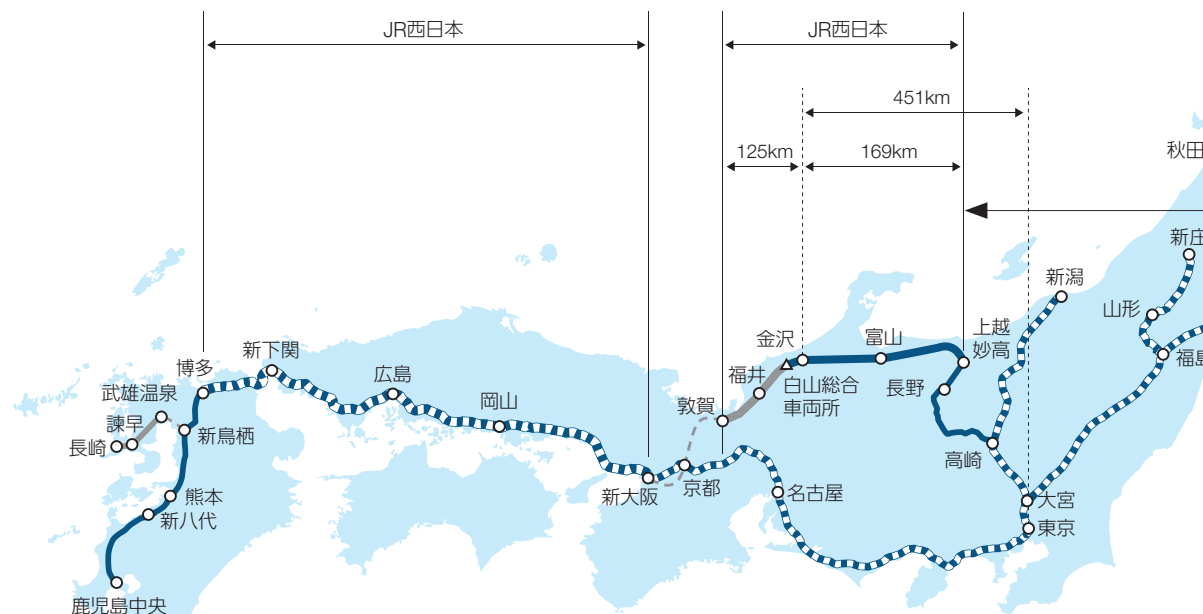 JR西日本
JR西日本
451km
125km
169km
秋田
新庄
新潟
山形
福島
上越
妙高
富山
金沢
白山総合
車両所
長野
福井
敦賀
高崎
大宮
東京
名古屋
京都
新大阪
岡山
広島
新下関
博多
武雄温泉
諫早
長崎
新鳥栖
熊本
新八代
鹿児島中央